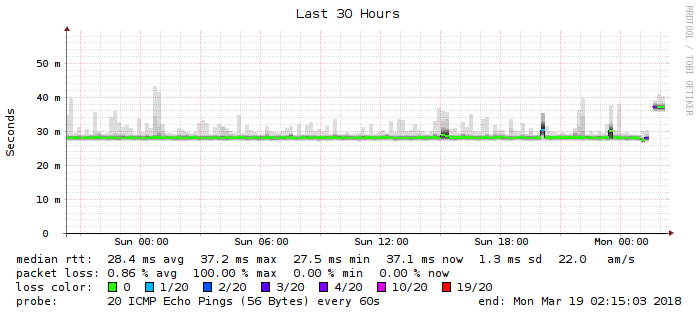 Last 30 Hours
RRDTOOL / TOBI OETIKER
Seconds
50 m
40 m
30 m
20 m
10 m
0
Sun 00:00 Sun 06:00 Sun 12:00 Sun 18:00 Mon 00:00
median rtt: 28.4 ms avg 37.2 ms max 27.5 ms min 37.1 ms now 1.3 ms sd 22.0 am/s
packet loss: 0.86 % avg 100.00 % max 0.00 % min 0.00 % now
loss color: 0 1/20 2/20 3/20 4/20 10/20 19/20
probe: 20 ICMP Echo Pings (56 Bytes) every 60s end: Mon Mar 19 02:15:03 2018